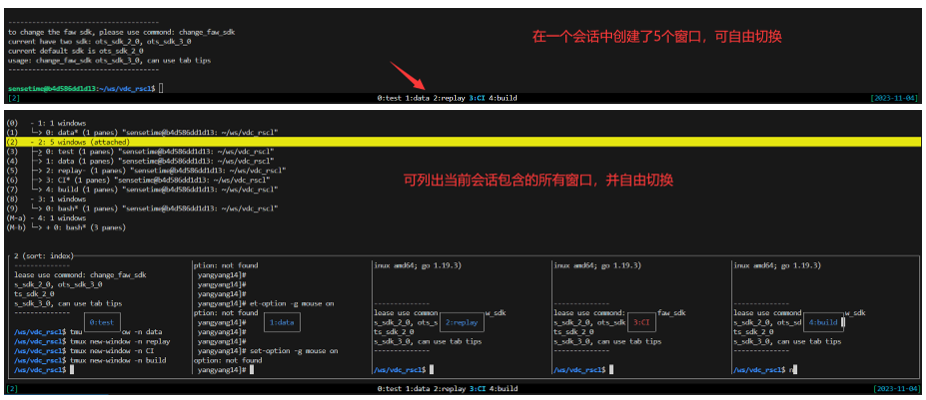 ------------------------------------
to change the faw sdk, please use commond: change_faw_sdk
current have two sdk: ots_sdk_2_0, ots_sdk_3_0
current default sdk is ots_sdk_2_0
usage: change_faw_sdk ots_sdk_3_0, can use tab tips
------------------------------------
在一个会话中创建了5个窗口，可自由切换
sensetime@b4d586dd1d13:~/ws/vdc_rscl$
[2] 0:test 1:data 2:replay 3:CI 4:build [2023-11-04]
(0) - 1: 1 windows
(1) └─> 0: data* (1 panes) "sensetime@b4d586dd1d13: ~/ws/vdc_rscl"
(2) - 2: 5 windows (attached)
(3) ├─> 0: test (1 panes) "sensetime@b4d586dd1d13: ~/ws/vdc_rscl"
(4) ├─> 1: data (1 panes) "sensetime@b4d586dd1d13: ~/ws/vdc_rscl"
(5) ├─> 2: replay- (1 panes) "sensetime@b4d586dd1d13: ~/ws/vdc_rscl"
(6) ├─> 3: CI* (1 panes) "sensetime@b4d586dd1d13: ~/ws/vdc_rscl"
(7) └─> 4: build (1 panes) "sensetime@b4d586dd1d13: ~/ws/vdc_rscl"
(8) - 3: 1 windows
(9) └─> 0: bash* (1 panes) "sensetime@b4d586dd1d13: ~/ws/vdc_rscl"
(M-a) - 4: 1 windows
(M-b) └─> + 0: bash* (3 panes)
可列出当前会话包含的所有窗口，并自由切换
2 (sort: index)
-------------
lease use commond: change_faw_sdk
s_sdk_2_0, ots_sdk_3_0
ts_sdk_2_0
s_sdk_3_0, can use tab tips
-------------
0:test
/ws/vdc_rscl$ tmu ow -n data
/ws/vdc_rscl$ tmux new-window -n replay
/ws/vdc_rscl$ tmux new-window -n CI
/ws/vdc_rscl$ tmux new-window -n build
/ws/vdc_rscl$
ption: not found
yangyang14]#
yangyang14]#
yangyang14]# et-option -g mouse on
ption: not found
yangyang14]#
1:data
yangyang14]#
yangyang14]# set-option -g mouse on
option: not found
yangyang14]#
inux amd64; go 1.19.3)
-------------
lease use common w_sdk
s_sdk_2_0, ots_s
2:replay
ts_sdk_2_0
s_sdk_3_0, can use tab tips
-------------
/ws/vdc_rscl$
inux amd64; go 1.19.3)
-------------
lease use commo faw_sdk
s_sdk_2_0, ots_sdk
3:CI
ts_sdk_2_0
s_sdk_3_0, can use tab tips
-------------
/ws/vdc_rscl$
inux amd64; go 1.19.3)
-------------
lease use common w_sdk
s_sdk_2_0, ots_sd
4:build
ts_sdk_2_0
s_sdk_3_0, can use tab tips
-------------
/ws/vdc_rscl$ n
[2] 0:test 1:data 2:replay 3:CI 4:build [2023-11-04]